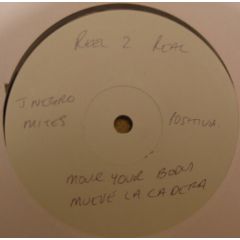 REEL 2 REAL
J NEGRO
MIXES
POSITIVA.
MOVE YOUR BODY
MUEVE LA CADERA